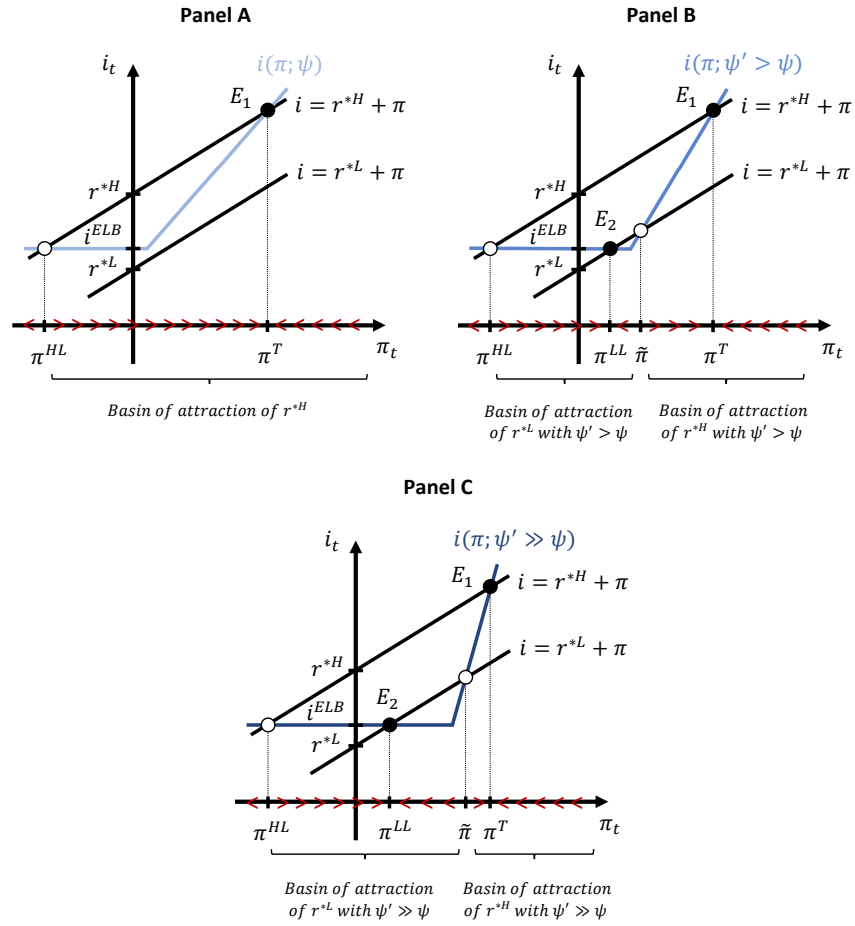 Panel A
i_t
i(π; ψ)
E_1
i = r^{*H} + π
r^{*H}
i = r^{*L} + π
i^{ELB}
r^{*L}
π^{HL}
π^T
π_t
Basin of attraction of r^{*H}
Panel B
i_t
i(π; ψ′ > ψ)
E_1
i = r^{*H} + π
r^{*H}
i = r^{*L} + π
E_2
i^{ELB}
r^{*L}
π^{HL}
π^{LL}
π̃
π^T
π_t
Basin of attraction
of r^{*L} with ψ′ > ψ
Basin of attraction
of r^{*H} with ψ′ > ψ
Panel C
i_t
i(π; ψ′ ≫ ψ)
E_1
i = r^{*H} + π
r^{*H}
i = r^{*L} + π
E_2
i^{ELB}
r^{*L}
π^{HL}
π^{LL}
π̃
π^T
π_t
Basin of attraction
of r^{*L} with ψ′ ≫ ψ
Basin of attraction
of r^{*H} with ψ′ ≫ ψ